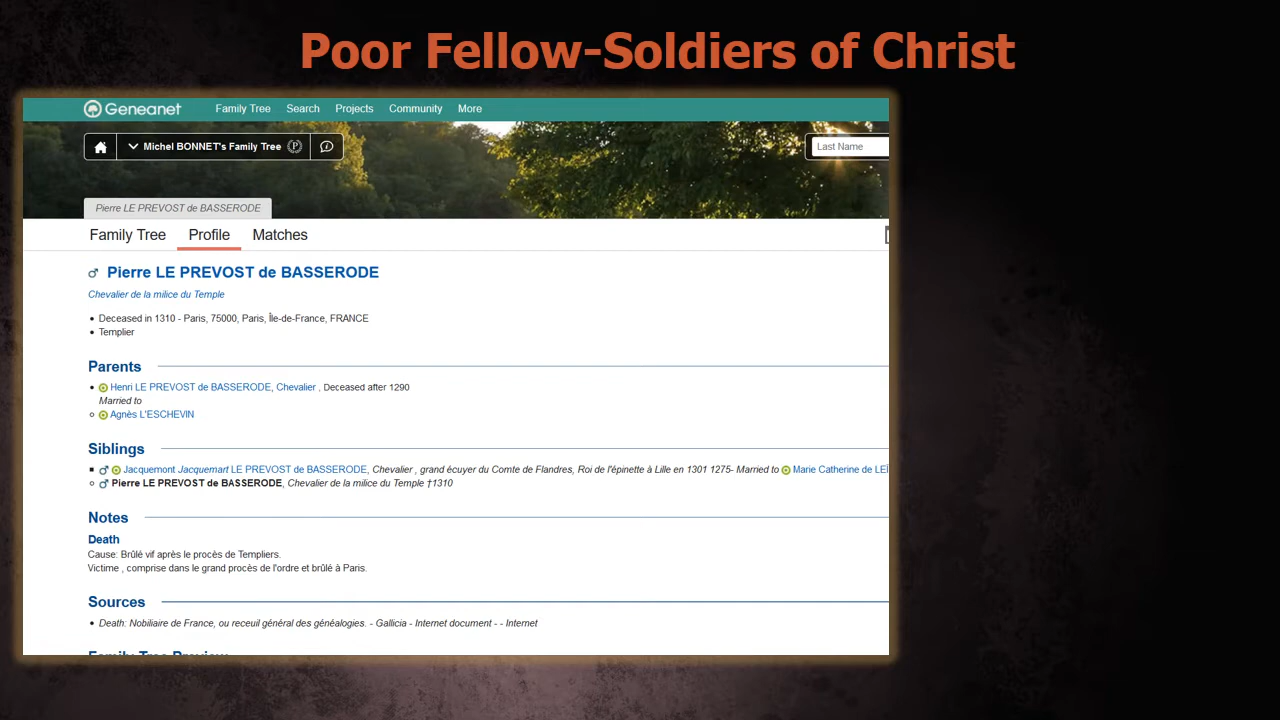 Poor Fellow-Soldiers of Christ
Geneanet Family Tree Search Projects Community More
Michel BONNET's Family Tree
Last Name
Pierre LE PREVOST de BASSERODE
Family Tree Profile Matches
Pierre LE PREVOST de BASSERODE
Chevalier de la milice du Temple
• Deceased in 1310 - Paris, 75000, Paris, Île-de-France, FRANCE
• Templier
Parents
• Henri LE PREVOST de BASSERODE, Chevalier , Deceased after 1290
Married to
Agnès L'ESCHEVIN
Siblings
Jacquemont Jacquemart LE PREVOST de BASSERODE, Chevalier , grand écuyer du Comte de Flandres, Roi de l'épinette à Lille en 1301 1275- Married to Marie Catherine de
Pierre LE PREVOST de BASSERODE, Chevalier de la milice du Temple †1310
Notes
Death
Cause: Brûlé vif après le procès de Templiers.
Victime , comprise dans le grand procès de l'ordre et brûlé à Paris.
Sources
• Death: Nobiliaire de France, ou receuil général des généalogies. - Gallicia - Internet document - - Internet
Family Tree Preview